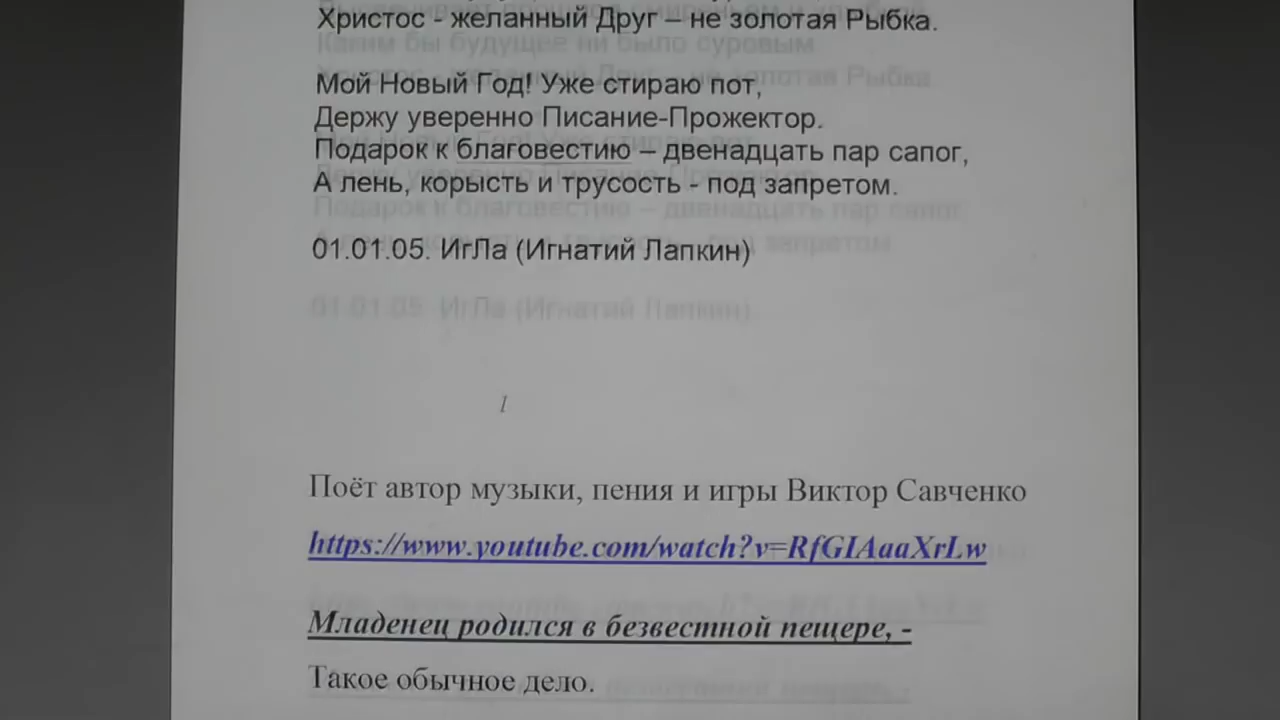 Христос - желанный Друг – не золотая Рыбка.
Мой Новый Год! Уже стираю пот,
Держу уверенно Писание-Прожектор.
Подарок к благовестию – двенадцать пар сапог,
А лень, корысть и трусость - под запретом.
01.01.05. ИгЛа (Игнатий Лапкин)
1
Поёт автор музыки, пения и игры Виктор Савченко
https://www.youtube.com/watch?v=RfGIAaaXrLw
Младенец родился в безвестной пещере, -
Такое обычное дело.